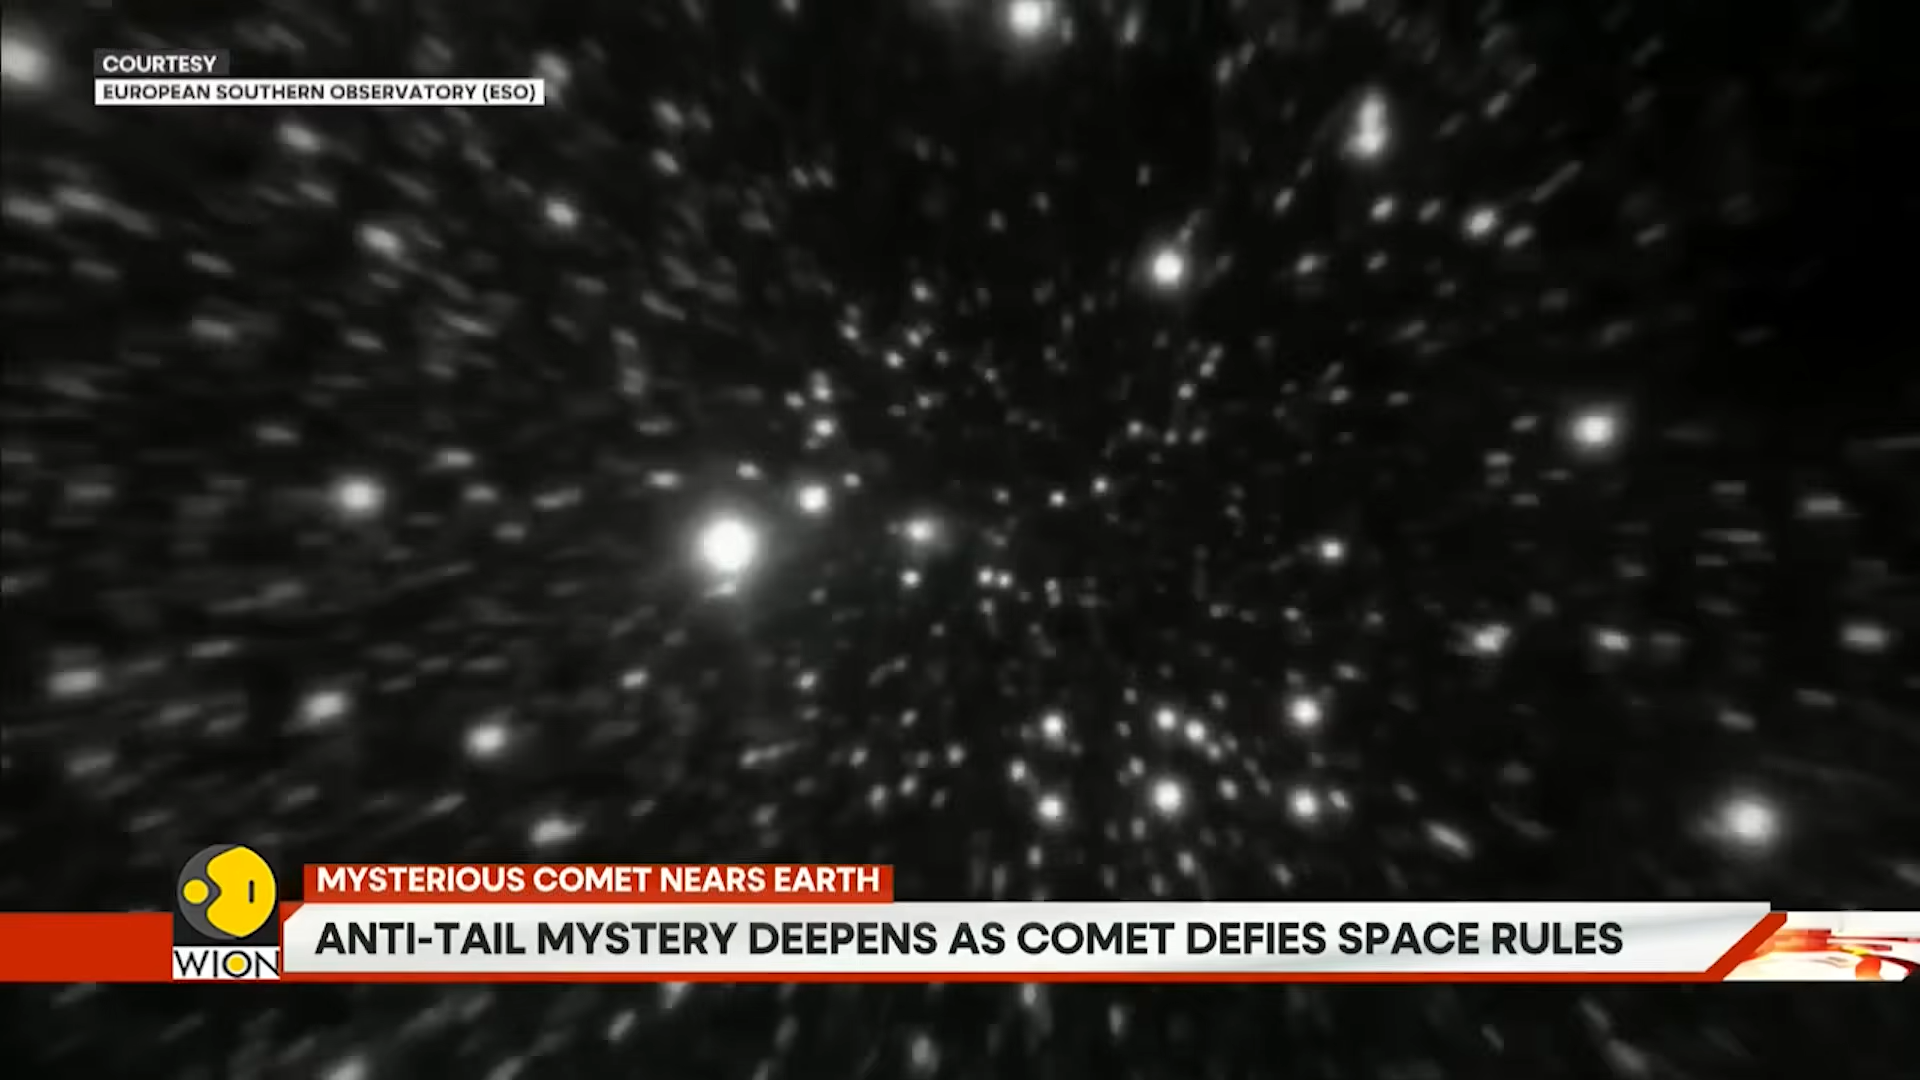 COURTESY
EUROPEAN SOUTHERN OBSERVATORY (ESO)
MYSTERIOUS COMET NEARS EARTH
ANTI-TAIL MYSTERY DEEPENS AS COMET DEFIES SPACE RULES
WION